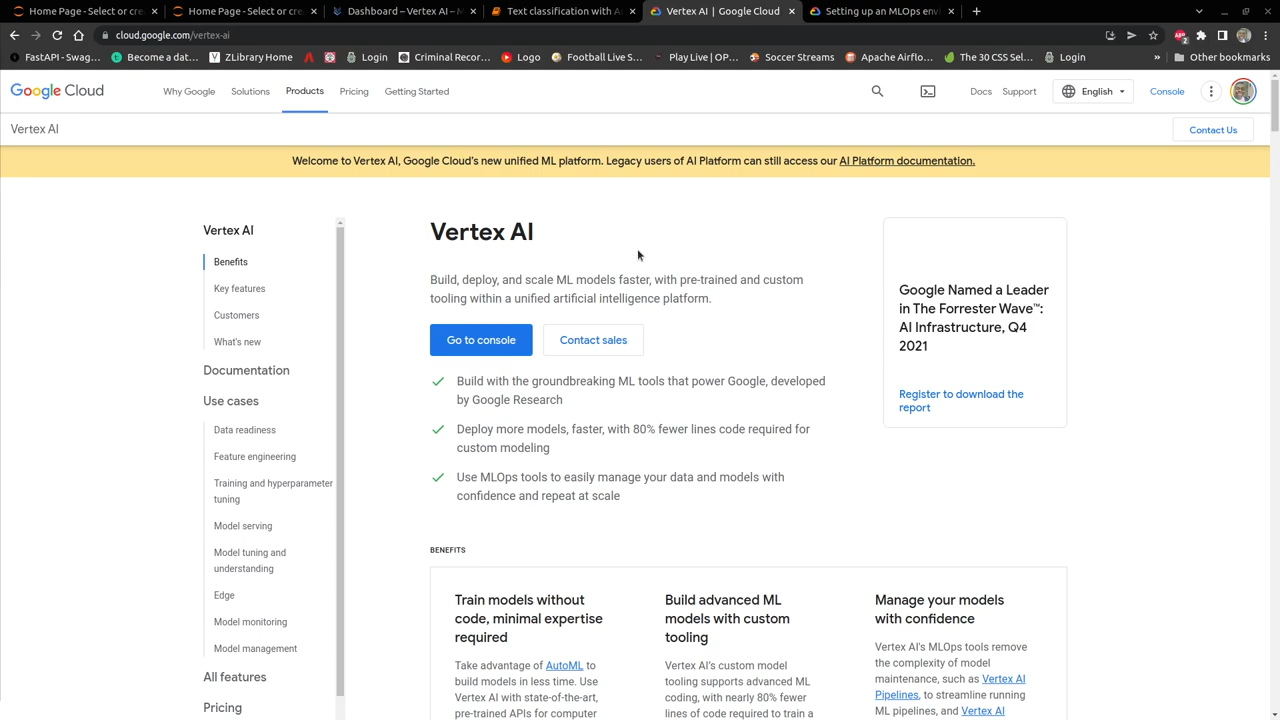 Home Page - Select or cre
Home Page - Select or cre
Dashboard – Vertex AI – M
Text classification with A
Vertex AI | Google Cloud
Setting up an MLOps env
cloud.google.com/vertex-ai
FastAPI - Swag...
Become a dat...
ZLibrary Home
Login
Criminal Recor...
Logo
Football Live S...
Play Live | OP...
Soccer Streams
Apache Airflo...
The 30 CSS Sel...
Login
»
Other bookmarks
Google Cloud
Why Google
Solutions
Products
Pricing
Getting Started
Docs
Support
English
Console
Vertex AI
Contact Us
Welcome to Vertex AI, Google Cloud's new unified ML platform. Legacy users of AI Platform can still access our AI Platform documentation.
Vertex AI
Benefits
Key features
Customers
What's new
Documentation
Use cases
Data readiness
Feature engineering
Training and hyperparameter
tuning
Model serving
Model tuning and
understanding
Edge
Model monitoring
Model management
All features
Pricing
Vertex AI
Build, deploy, and scale ML models faster, with pre-trained and custom
tooling within a unified artificial intelligence platform.
Go to console
Contact sales
Build with the groundbreaking ML tools that power Google, developed
by Google Research
Deploy more models, faster, with 80% fewer lines code required for
custom modeling
Use MLOps tools to easily manage your data and models with
confidence and repeat at scale
Google Named a Leader
in The Forrester Wave™:
AI Infrastructure, Q4
2021
Register to download the
report
BENEFITS
Train models without
code, minimal expertise
required
Take advantage of AutoML to
build models in less time. Use
Vertex AI with state-of-the-art,
pre-trained APIs for computer
Build advanced ML
models with custom
tooling
Vertex AI's custom model
tooling supports advanced ML
coding, with nearly 80% fewer
lines of code required to train a
Manage your models
with confidence
Vertex AI's MLOps tools remove
the complexity of model
maintenance, such as Vertex AI
Pipelines, to streamline running
ML pipelines, and Vertex AI